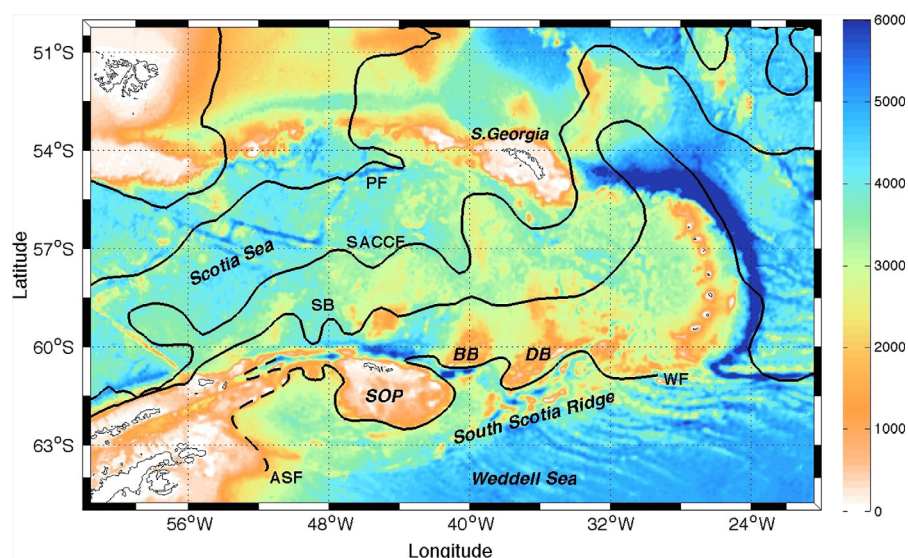 6000
51°S
5000
S.Georgia
54°S
PF
4000
Latitude
57°S
SACCF
Scotia Sea
3000
SB
60°S
BB
DB
2000
WF
SOP
South Scotia Ridge
63°S
1000
ASF
Weddell Sea
0
56°W
48°W
40°W
32°W
24°W
Longitude